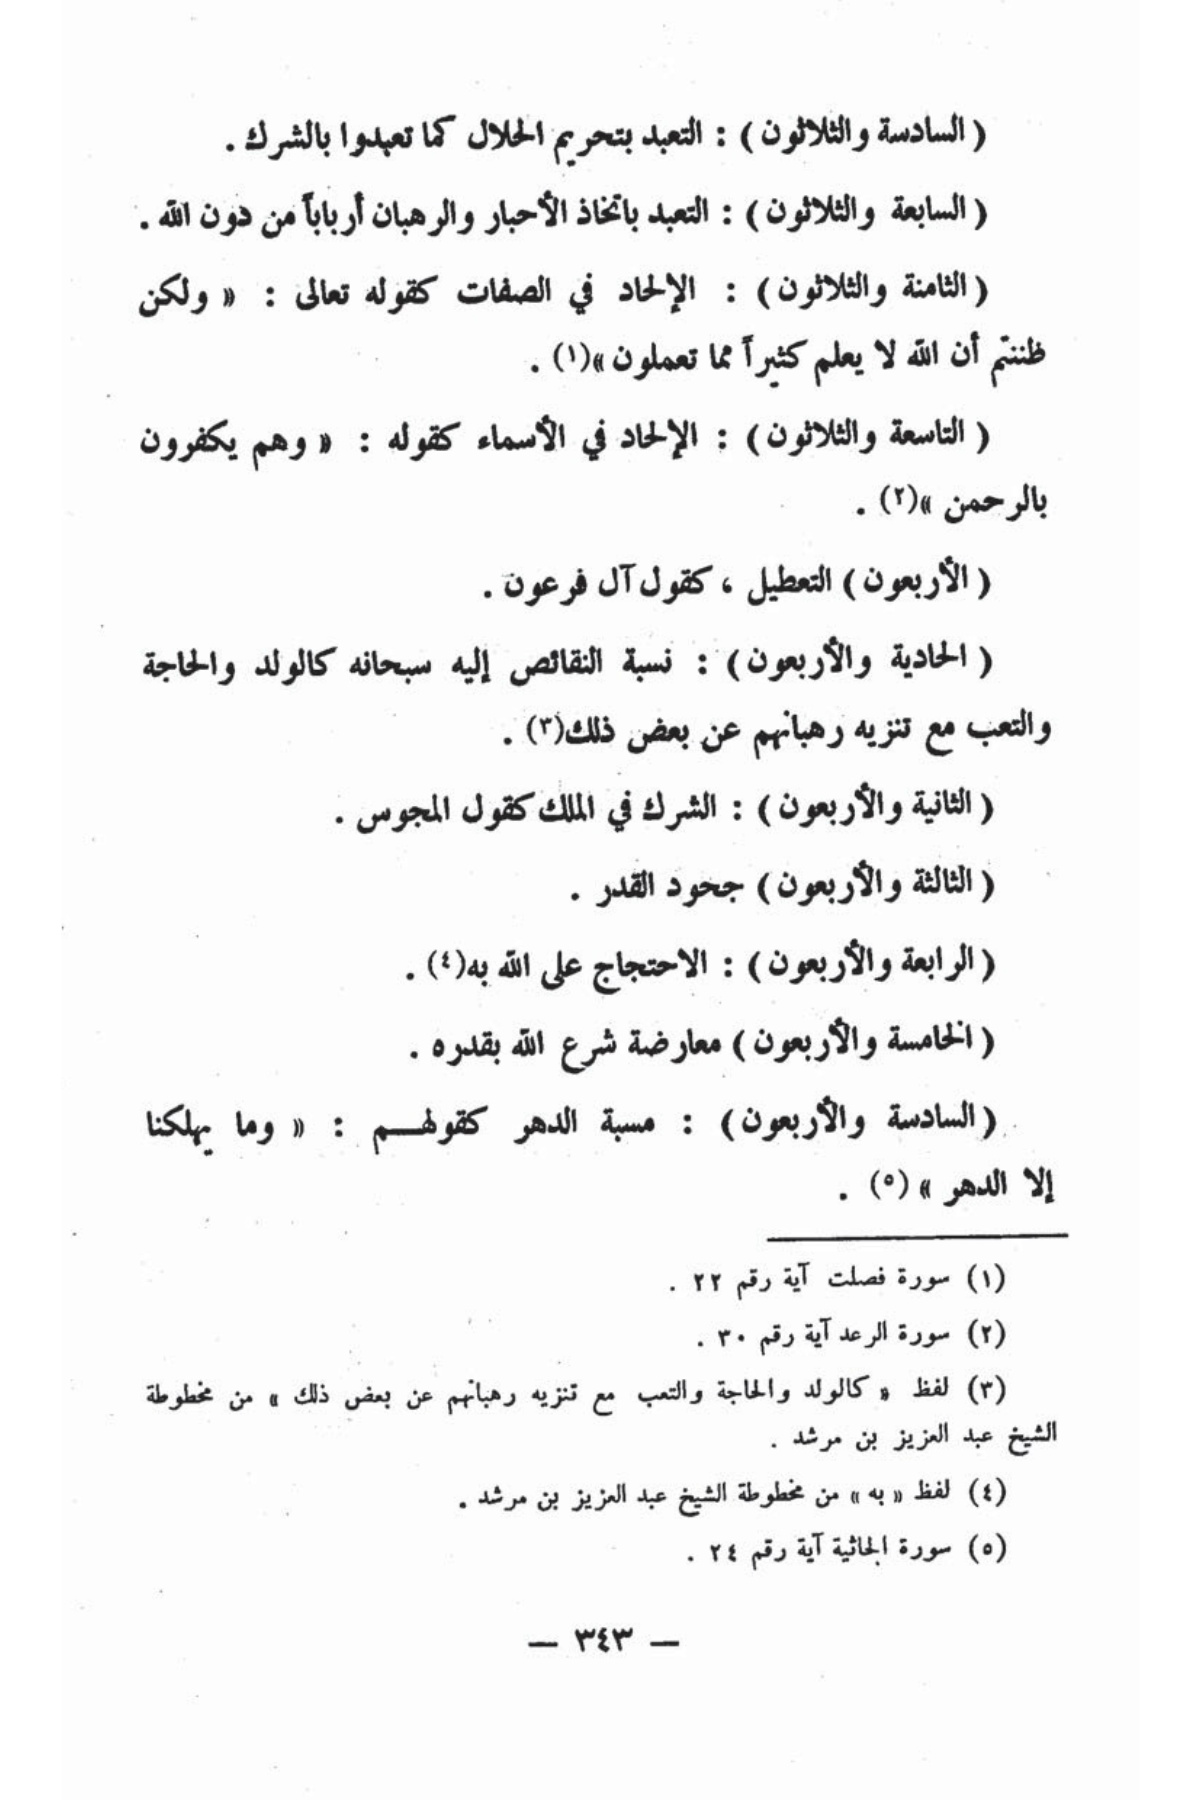 ( السادسة والثلاثون ) : التعبد بتحريم الحلال كما تعبدوا بالشرك .
( السابعة والثلاثون ) : التعبد باتخاذ الأحبار والرهبان أرباباً من دون الله .
( الثامنة والثلاثون ) : الإلحاد في الصفات كقوله تعالى : « ولكن
ظننتم أن الله لا يعلم كثيراً مما تعملون »(١) .
( التاسعة والثلاثون ) : الإلحاد في الأسماء كقوله : « وهم يكفرون
بالرحمن »(٢) .
( الأربعون ) التعطيل ، كقول آل فرعون .
( الحادية والأربعون ) : نسبة النقائص إليه سبحانه كالولد والحاجة
والتعب مع تنزيه رهبانهم عن بعض ذلك(٣) .
( الثانية والأربعون ) : الشرك في الملك كقول المجوس .
( الثالثة والأربعون ) جحود القدر .
( الرابعة والأربعون ) : الاحتجاج على الله به(٤) .
( الخامسة والأربعون ) معارضة شرع الله بقدره .
( السادسة والأربعون ) : مسبة الدهر كقولهـــم : « وما يهلكنا
إلا الدهر » (٥) .
(١) سورة فصلت آية رقم ٢٢ .
(٢) سورة الرعد آية رقم ٣٠ .
(٣) لفظ « كالولد والحاجة والتعب مع تنزيه رهبانهم عن بعض ذلك » من مخطوطة
الشيخ عبد العزيز بن مرشد .
(٤) لفظ « به » من مخطوطة الشيخ عبد العزيز بن مرشد .
(٥) سورة الجاثية آية رقم ٢٤ .
— ٣٤٣ —